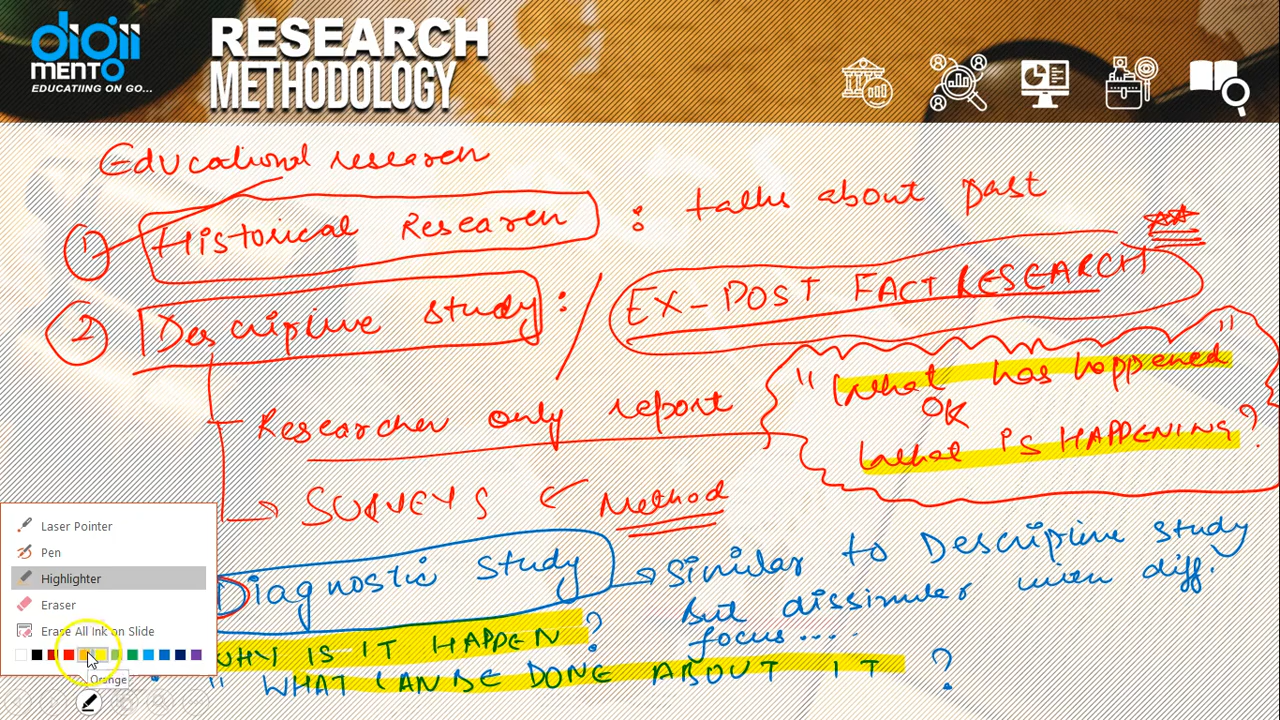 digii
mento
EDUCATIING ON GO...
RESEARCH
METHODOLOGY
Educational research
1 Historical Research : talks about past
2 Descriptive study : / EX-POST FACT RESEARCH
Researcher only report
"What has happened"
OR
What is HAPPENING?
SURVEYS Method
Diagnostic study
Similar to Descriptive study
But dissimilar when diff.
focus....
WHY IS IT HAPPEN?
" WHAT CAN BE DONE ABOUT IT ?
Laser Pointer
Pen
Highlighter
Eraser
Erase All Ink on Slide
Orange